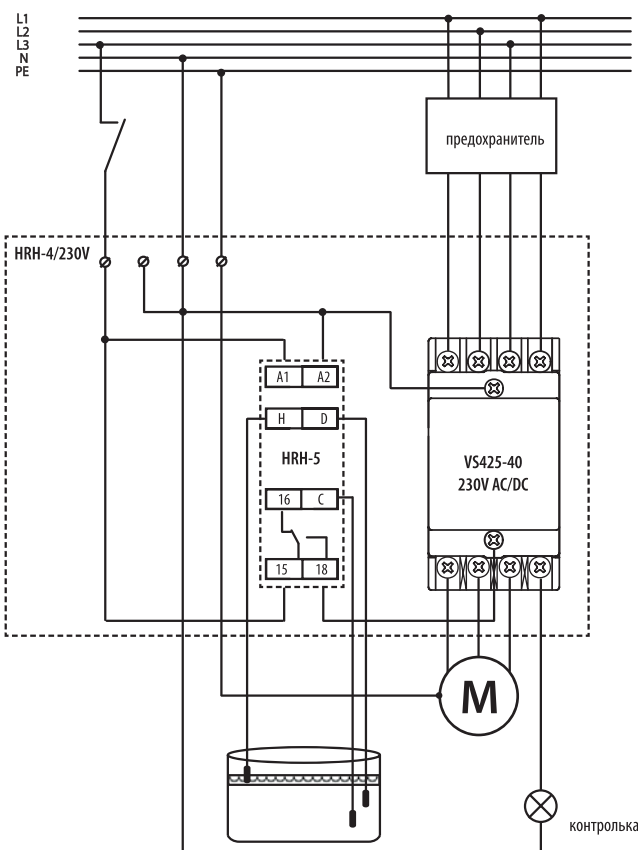 L1
L2
L3
N
PE
предохранитель
HRH-4/230V
A1 A2
H D
HRH-5
VS425-40
230V AC/DC
16 C
15 18
M
контролька